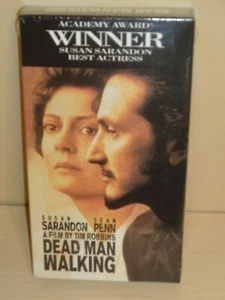 ACADEMY AWARD®
WINNER
SUSAN SARANDON
BEST ACTRESS
SUSAN SEAN
SARANDON PENN
A FILM BY TIM ROBBINS
DEAD MAN
WALKING